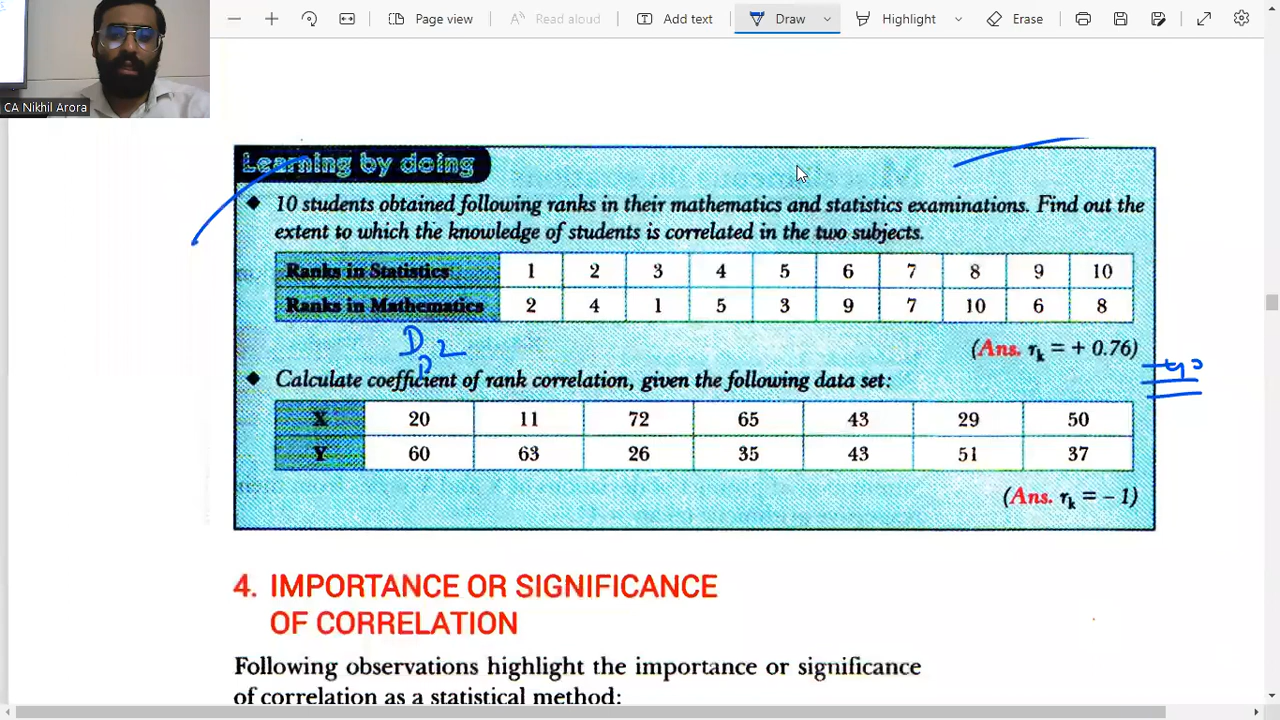 Page view
Read aloud
Add text
Draw
Highlight
Erase
CA Nikhil Arora
Learning by doing
◆ 10 students obtained following ranks in their mathematics and statistics examinations. Find out the
extent to which the knowledge of students is correlated in the two subjects.
Ranks in Statistics 1 2 3 4 5 6 7 8 9 10
Ranks in Mathematics 2 4 1 5 3 9 7 10 6 8
D
D2
(Ans. rk = + 0.76)
◆ Calculate coefficient of rank correlation, given the following data set:
X 20 11 72 65 43 29 50
Y 60 63 26 35 43 51 37
(Ans. rk = – 1)
4. IMPORTANCE OR SIGNIFICANCE
OF CORRELATION
Following observations highlight the importance or significance
of correlation as a statistical method: